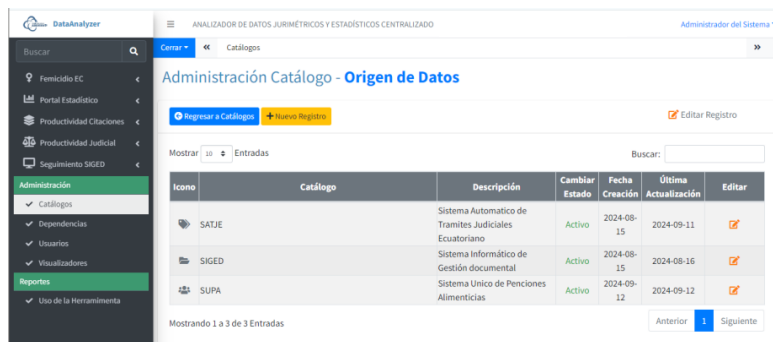 DataAnalyzer
ANALIZADOR DE DATOS JURIMÉTRICOS Y ESTADÍSTICOS CENTRALIZADO
Administrador del Sistema
Buscar
Cerrar
Catálogos
Femicidio EC
Portal Estadístico
Productividad Citaciones
Productividad Judicial
Seguimiento SIGED
Administración
Catálogos
Dependencias
Usuarios
Visualizadores
Reportes
Uso de la Herramimenta
Administración Catálogo - Origen de Datos
Regresar a Catálogos
Nuevo Registro
Editar Registro
Mostrar 10 Entradas
Buscar:
Icono Catálogo Descripción Cambiar Estado Fecha Creación Última Actualización Editar
SATJE Sistema Automatico de Tramites Judiciales Ecuatoriano Activo 2024-08-15 2024-09-11
SIGED Sistema Informático de Gestión documental Activo 2024-08-15 2024-08-16
SUPA Sistema Unico de Penciones Alimenticias Activo 2024-09-12 2024-09-12
Mostrando 1 a 3 de 3 Entradas
Anterior 1 Siguiente